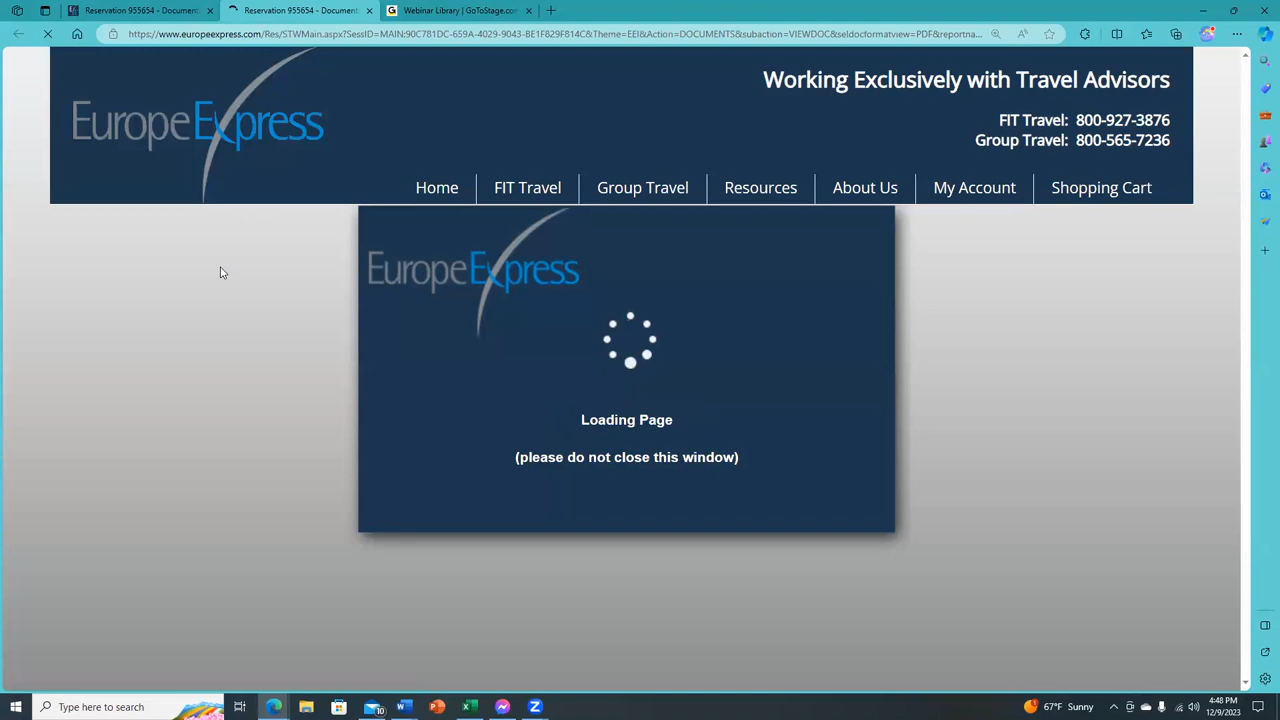 Reservation 955654 - Document
Reservation 955654 - Document
Webinar Library | GoToStage.com
https://www.europeexpress.com/Res/STWMain.aspx?SessID=MAIN:90C781DC-659A-4029-9043-BE1F829F814C&Theme=EEI&Action=DOCUMENTS&subaction=VIEWDOC&seldocformatview=PDF&reportna...
EuropeExpress
Working Exclusively with Travel Advisors
FIT Travel: 800-927-3876
Group Travel: 800-565-7236
Home FIT Travel Group Travel Resources About Us My Account Shopping Cart
EuropeExpress
Loading Page
(please do not close this window)
Type here to search
10
67°F Sunny
4:48 PM
12/9/2023